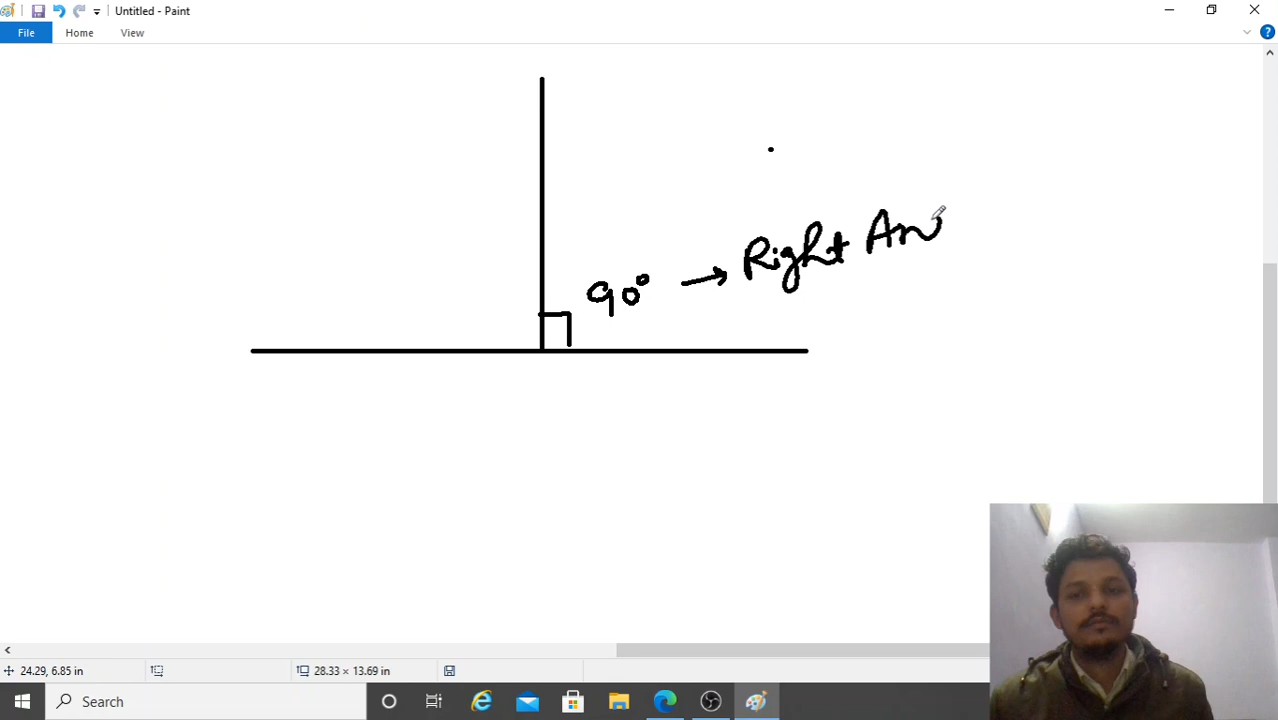 Untitled - Paint
File Home View
90° → Right An
24.29, 6.85 in 28.33 × 13.69 in
Search